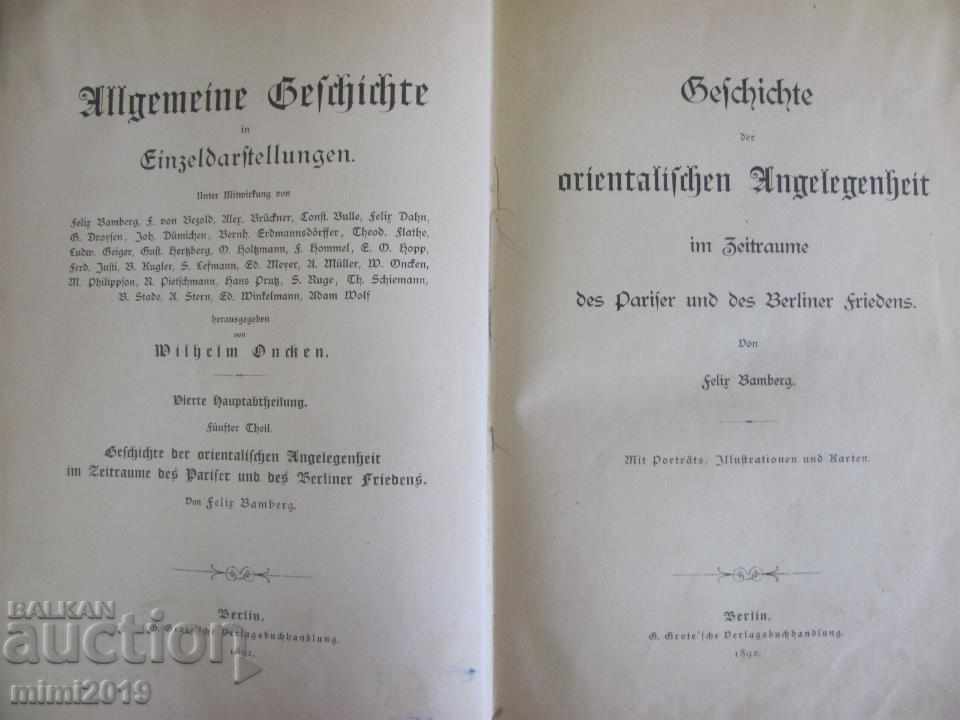 Allgemeine Geschichte
in
Einzeldarstellungen.
Unter Mitwirkung von
Felix Bamberg, F. von Bezold, Alex. Brückner, Const. Bulle, Felix Dahn,
G. Droysen, Joh. Dümichen, Bernh. Erdmannsdörffer, Theod. Flathe,
Ludw. Geiger, Gust. Hertzberg, O. Holtzmann, F. Hommel, E. O. Hopp,
Ferd. Justi, B. Kugler, S. Lefmann, Ed. Meyer, A. Müller, W. Oncken,
M. Philippson, R. Pietschmann, Hans Prutz, S. Ruge, Th. Schiemann,
B. Stade, A. Stern, Ed. Winkelmann, Adam Wolf
herausgegeben
von
Wilhelm Oncken.
Vierte Hauptabtheilung.
Fünfter Theil.
Geschichte der orientalischen Angelegenheit
im Zeitraume des Pariser und des Berliner Friedens.
Von Felix Bamberg.
Berlin,
G. Grote'sche Verlagsbuchhandlung.
1892.
Geschichte
der
orientalischen Angelegenheit
im Zeitraume
des Pariser und des Berliner Friedens.
Von
Felix Bamberg.
Mit Porträts, Illustrationen und Karten.
Berlin,
G. Grote'sche Verlagsbuchhandlung.
1892.
BALKAN
auction
mimi2019